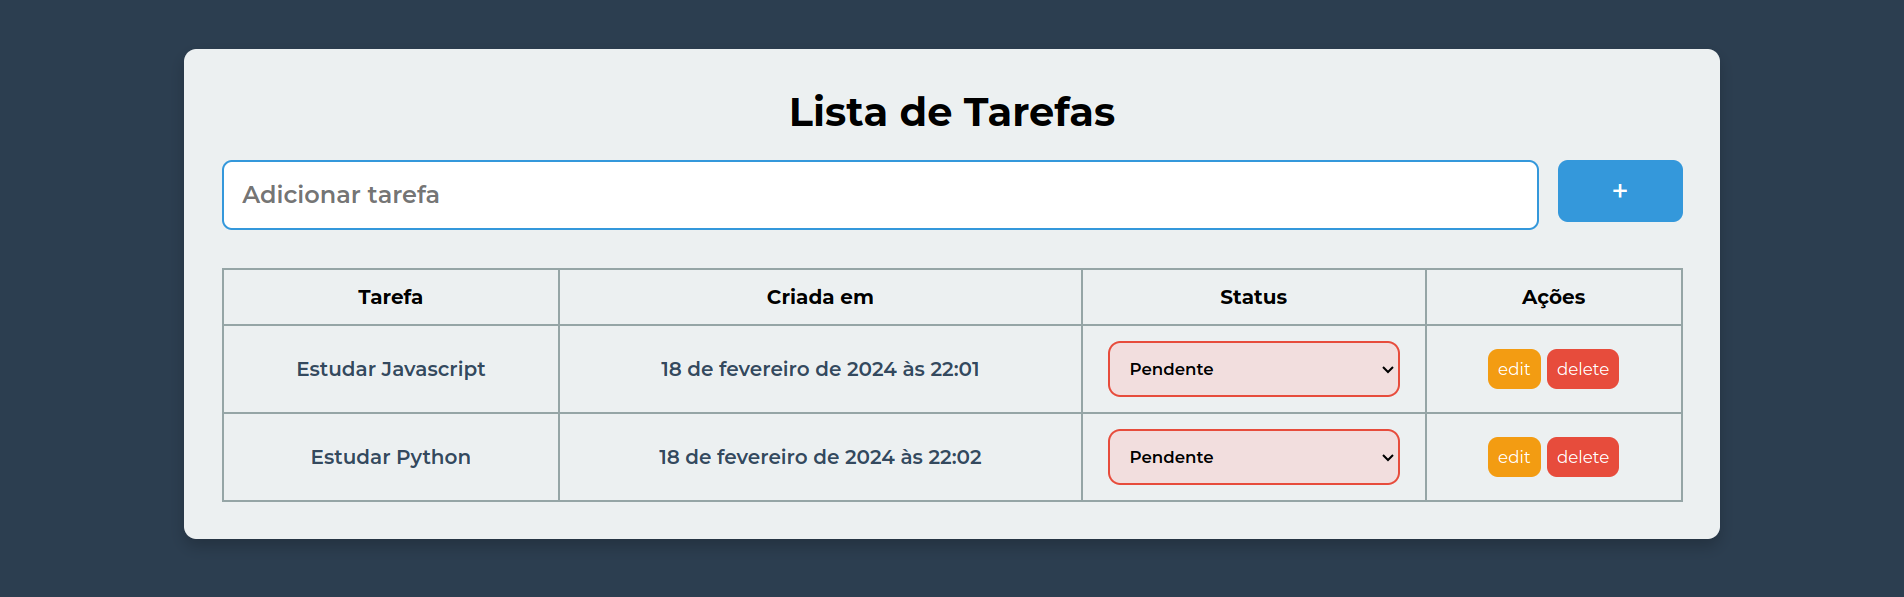 Lista de Tarefas
Adicionar tarefa
+
Tarefa Criada em Status Ações
Estudar Javascript 18 de fevereiro de 2024 às 22:01 Pendente edit delete
Estudar Python 18 de fevereiro de 2024 às 22:02 Pendente edit delete